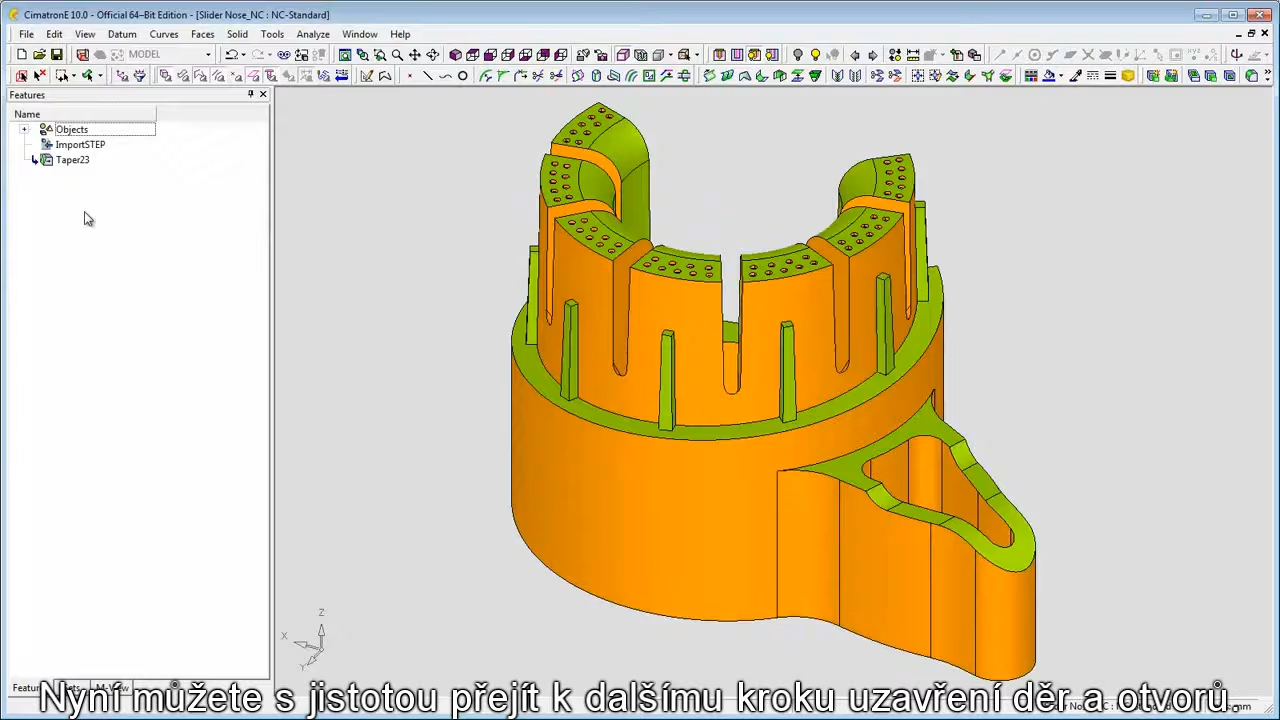 CimatronE 10.0 - Official 64-Bit Edition - [Slider Nose_NC : NC-Standard]
File Edit View Datum Curves Faces Solid Tools Analyze Window Help
MODEL
Features
Name
Objects
ImportSTEP
Taper23
Z
X
Y
Nyní můžete s jistotou přejít k dalšímu kroku uzavření děr a otvorů.